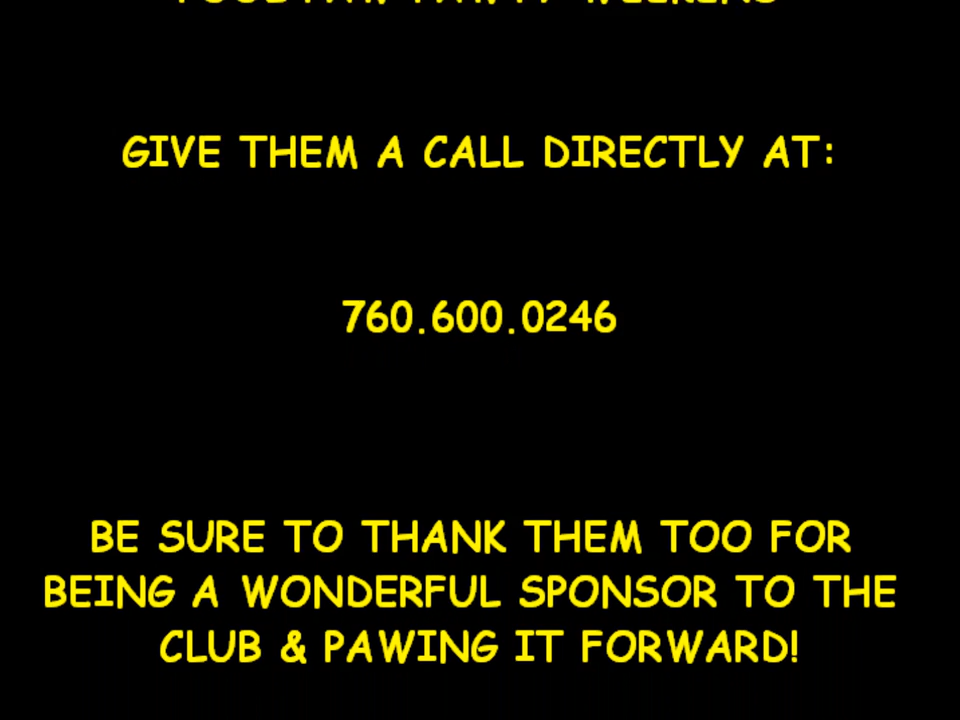 GIVE THEM A CALL DIRECTLY AT:
760.600.0246
BE SURE TO THANK THEM TOO FOR
BEING A WONDERFUL SPONSOR TO THE
CLUB & PAWING IT FORWARD!